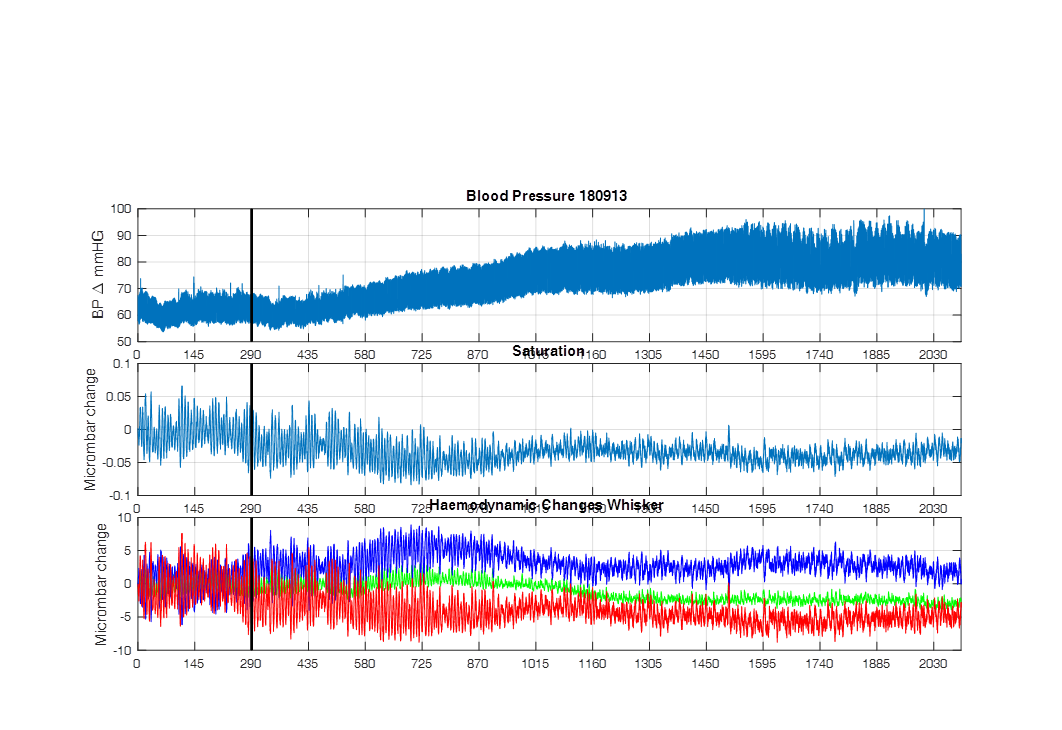 Blood Pressure 180913
BP Δ mmHG
100
90
80
70
60
50
0 145 290 435 580 725 870 1015 1160 1305 1450 1595 1740 1885 2030
Saturation
Micrombar change
0.1
0.05
0
-0.05
-0.1
0 145 290 435 580 725 870 1015 1160 1305 1450 1595 1740 1885 2030
Haemodynamic Changes Whisker
Micrombar change
10
5
0
-5
-10
0 145 290 435 580 725 870 1015 1160 1305 1450 1595 1740 1885 2030